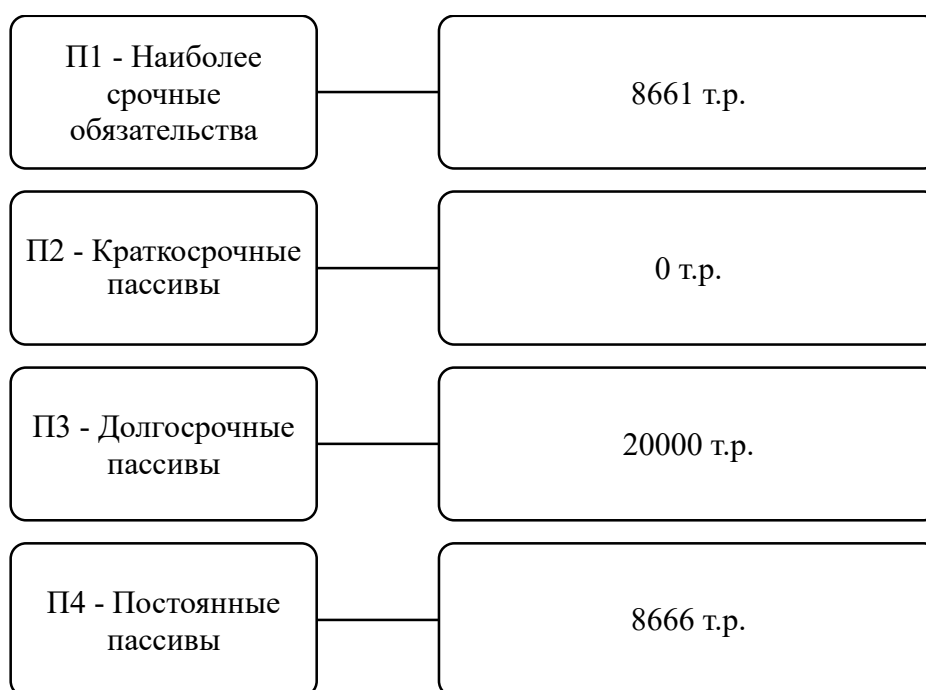 П1 - Наиболее
срочные
обязательства
8661 т.р.
П2 - Краткосрочные
пассивы
0 т.р.
П3 - Долгосрочные
пассивы
20000 т.р.
П4 - Постоянные
пассивы
8666 т.р.